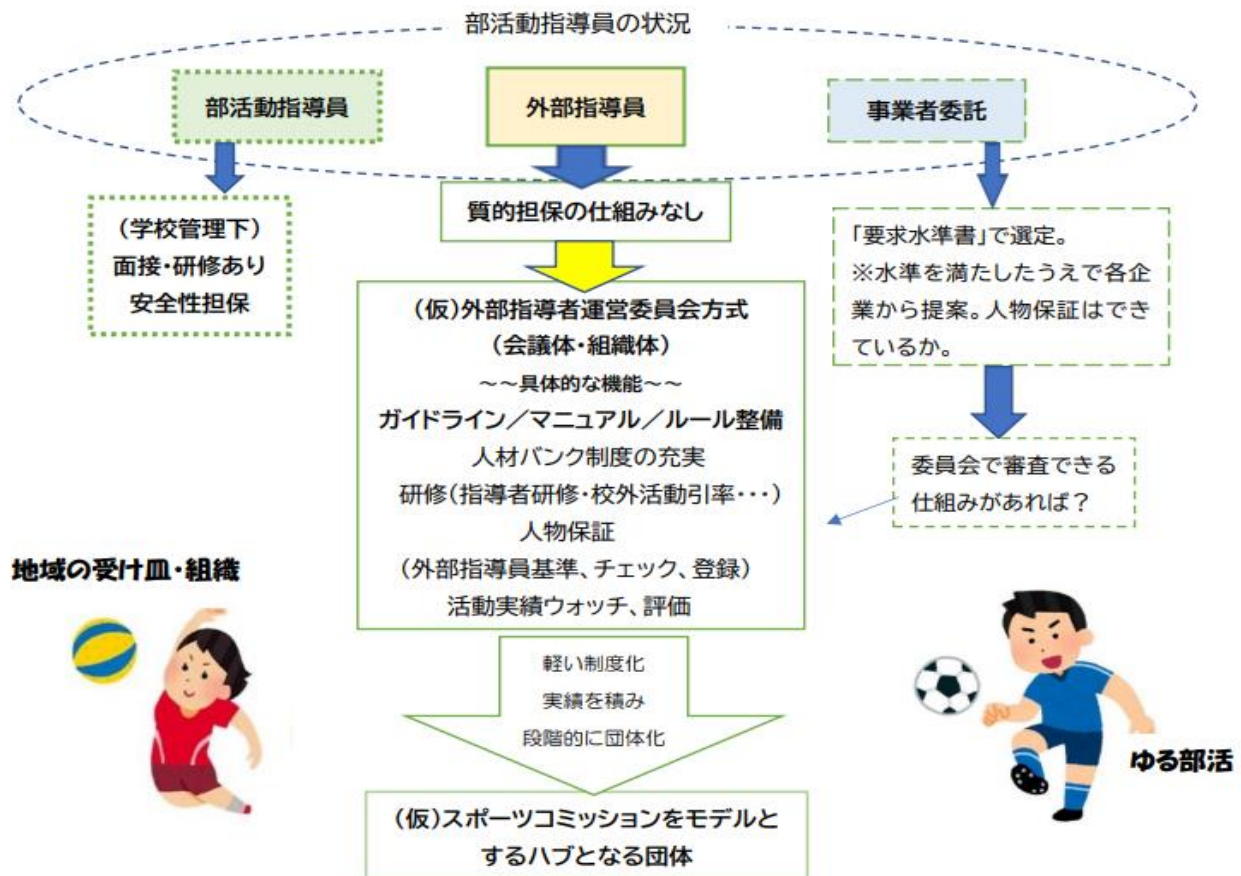 部活動指導員の状況
部活動指導員
外部指導員
事業者委託
(学校管理下)
面接・研修あり
安全性担保
質的担保の仕組みなし
「要求水準書」で選定。
※水準を満たしたうえで各企
業から提案。人物保証はでき
ているか。
(仮)外部指導者運営委員会方式
(会議体・組織体)
~~具体的な機能~~
ガイドライン/マニュアル/ルール整備
人材バンク制度の充実
研修(指導者研修・校外活動引率・・・)
人物保証
(外部指導員基準、チェック、登録)
活動実績ウォッチ、評価
委員会で審査できる
仕組みがあれば?
地域の受け皿・組織
ゆる部活
軽い制度化
実績を積み
段階的に団体化
(仮)スポーツコミッションをモデルと
するハブとなる団体